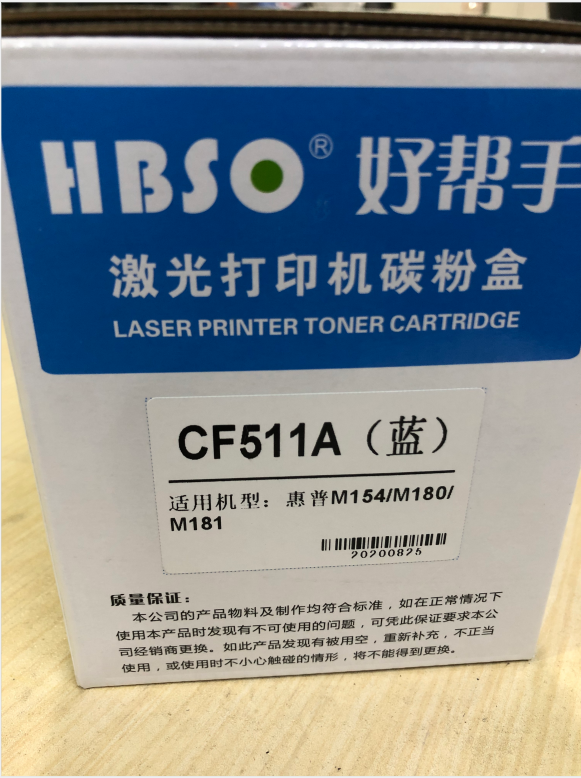 HBSO® 好帮手
激光打印机碳粉盒
LASER PRINTER TONER CARTRIDGE
CF511A（蓝）
适用机型：惠普M154/M180/
M181
20200825
质量保证：
本公司的产品物料及制作均符合标准，如在正常情况下
使用本产品时发现有不可使用的问题，可凭此保证要求本公
司经销商更换。如此产品发现有被用空，重新补充，不正当
使用，或使用时不小心触碰的情形，将不能得到更换。